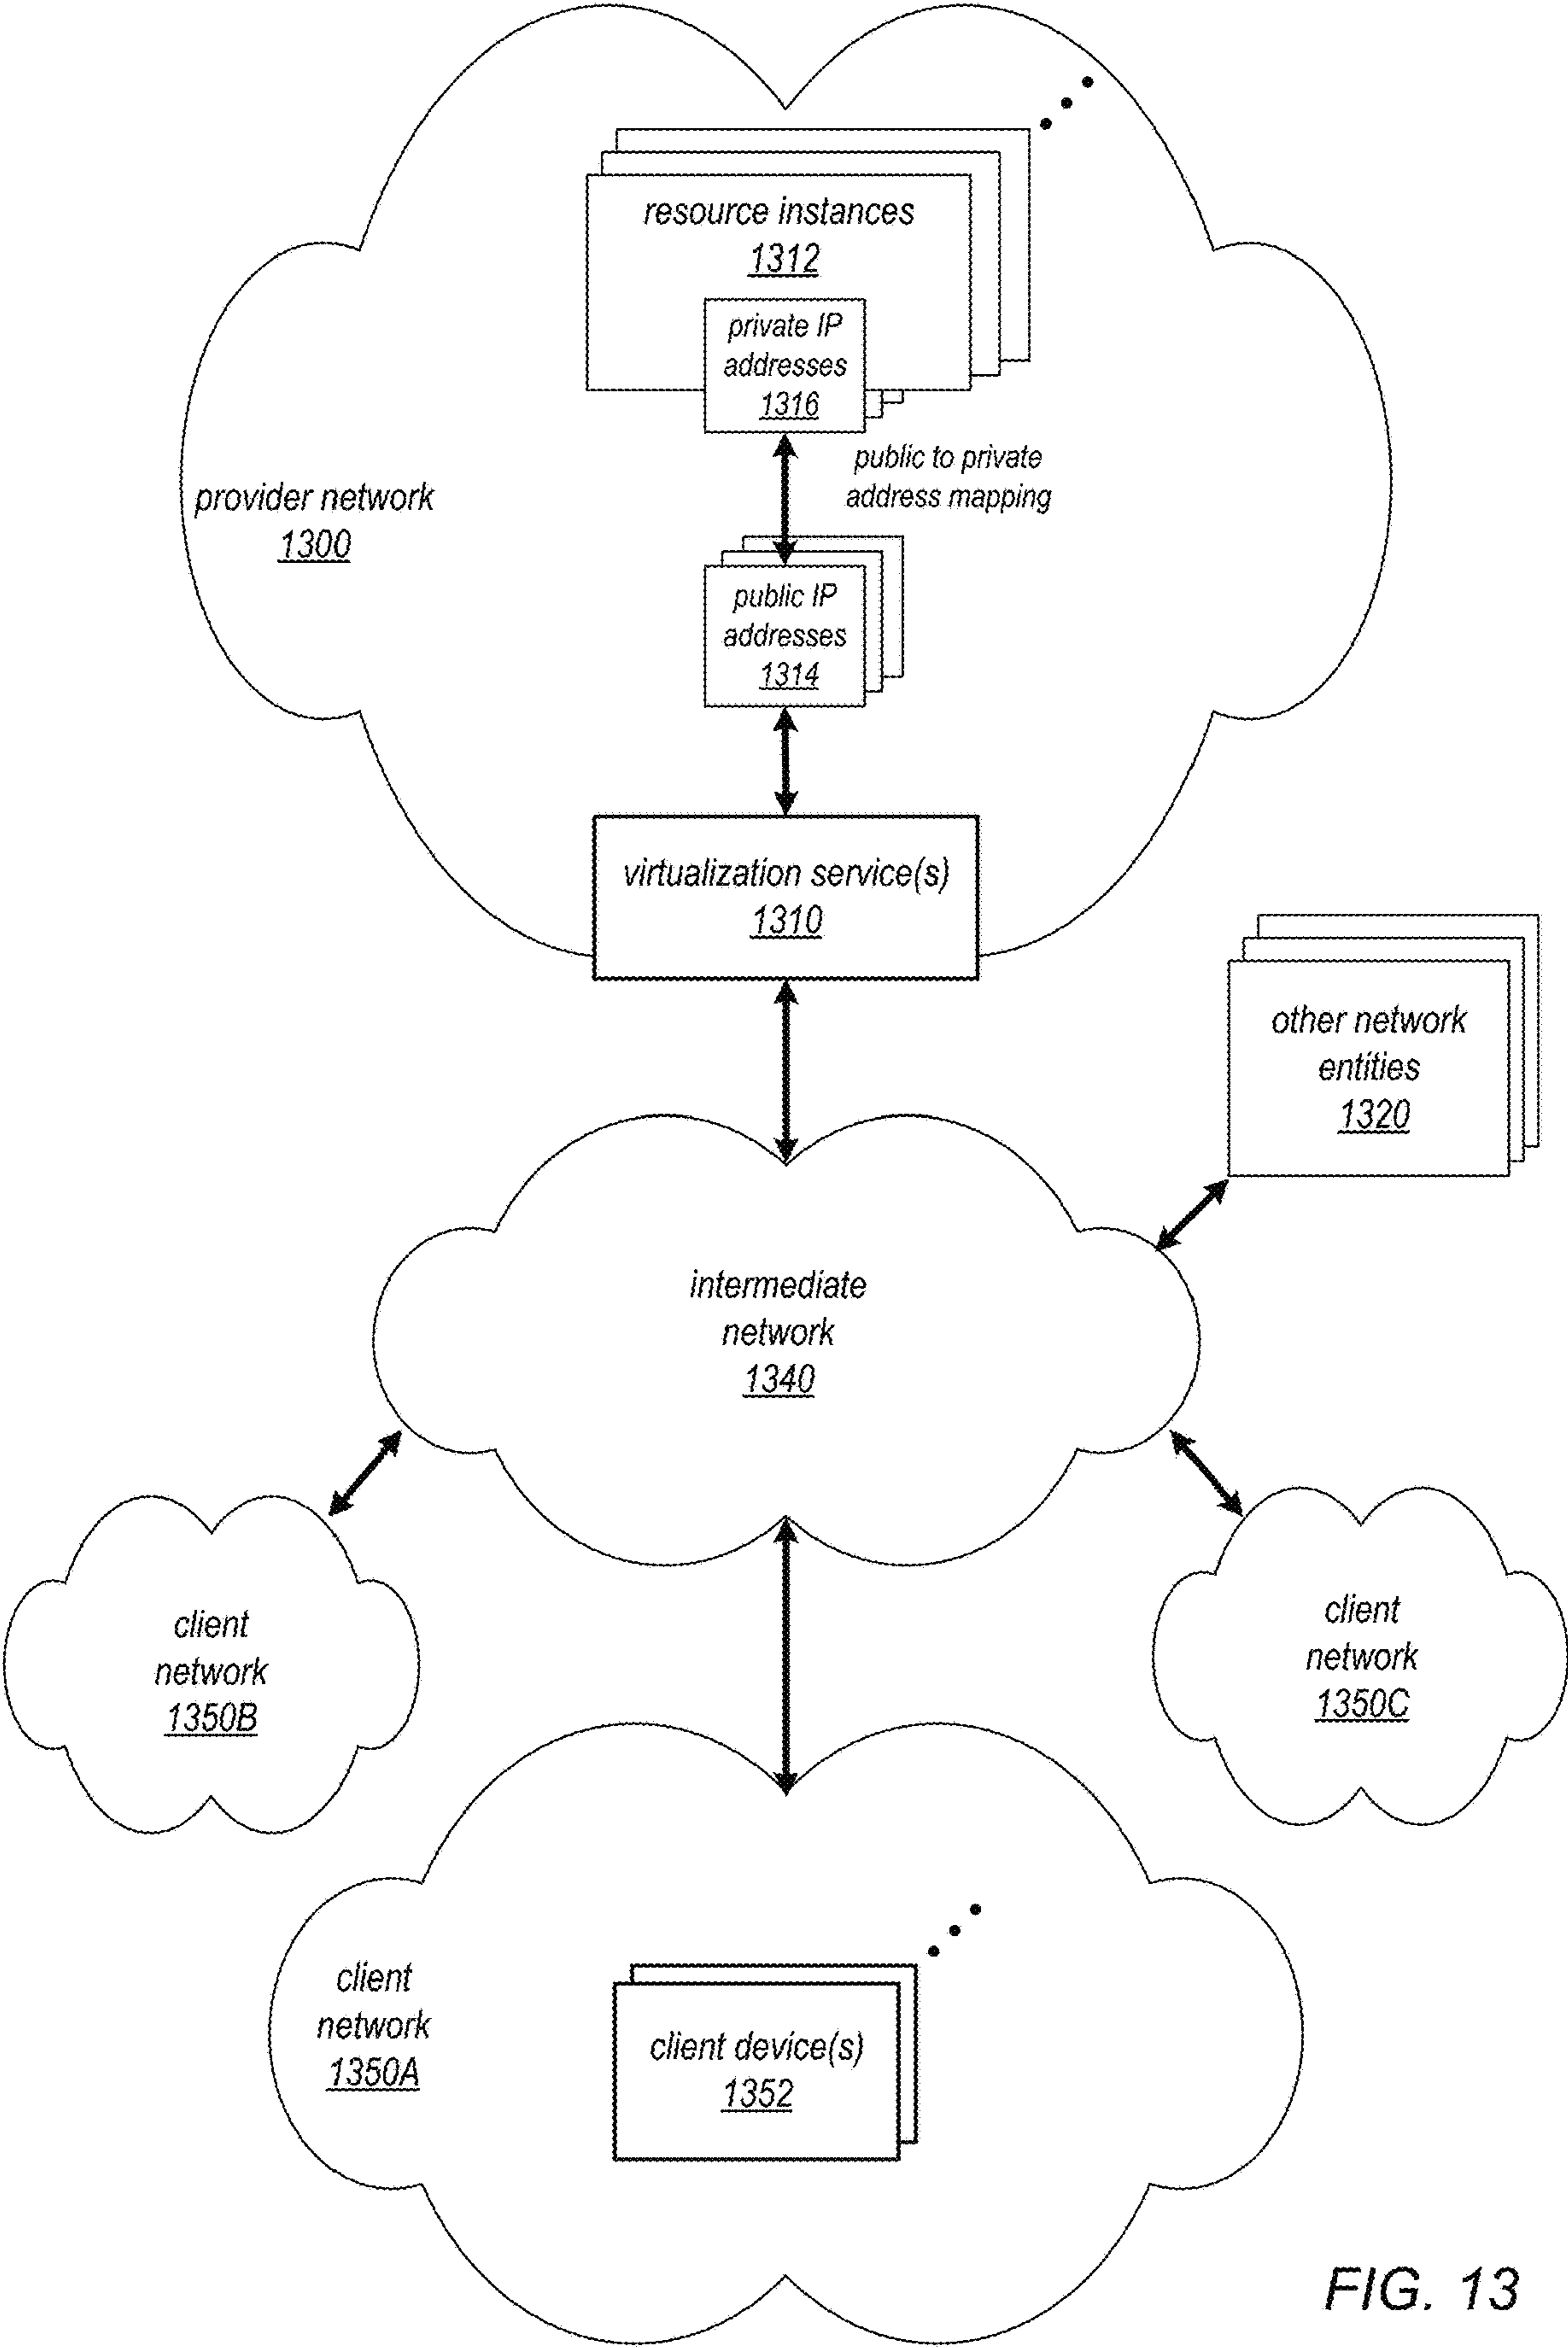 resource instances
1312
private IP
addresses
1316
public to private
address mapping
provider network
1300
public IP
addresses
1314
virtualization service(s)
1310
other network
entities
1320
intermediate
network
1340
client
network
1350B
client
network
1350C
client
network
1350A
client device(s)
1352
FIG. 13